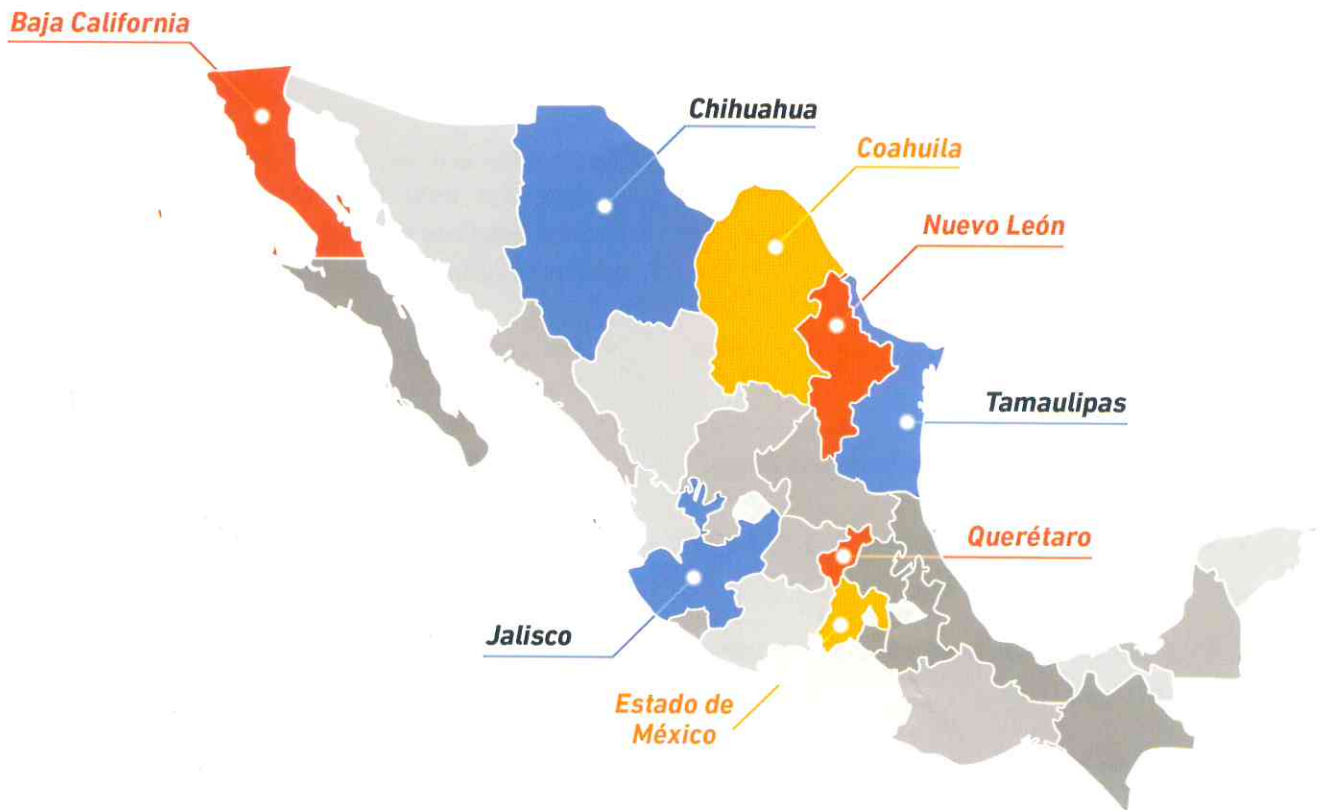 Baja California
Chihuahua
Coahuila
Nuevo León
Tamaulipas
Querétaro
Jalisco
Estado de
México